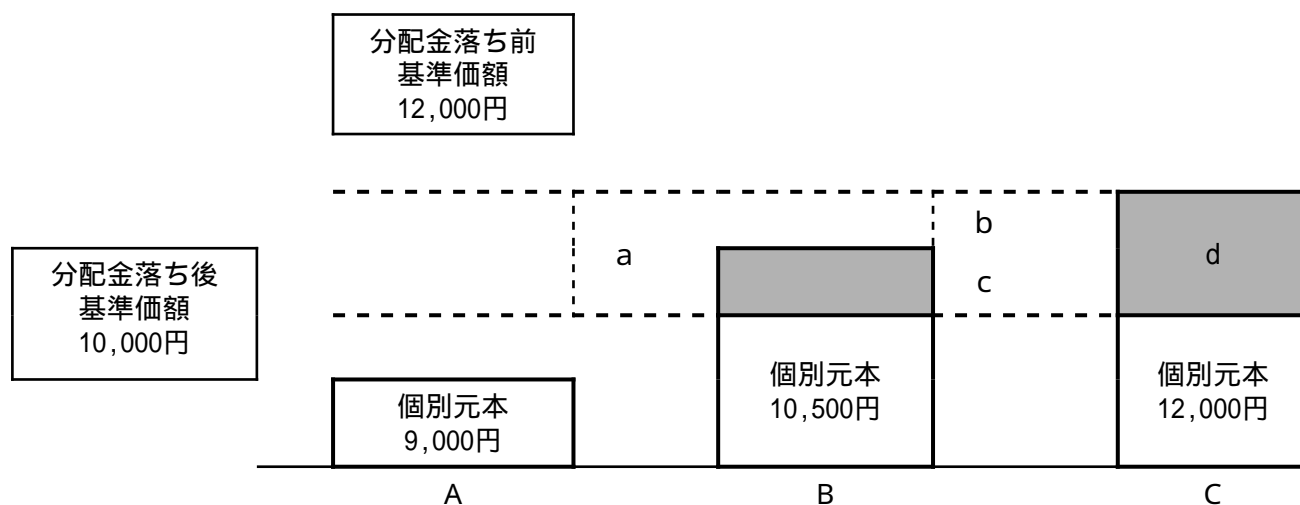 分配金落ち前
基準価額
12,000円
分配金落ち後
基準価額
10,000円
a
b
c
d
個別元本
9,000円
個別元本
10,500円
個別元本
12,000円
A
B
C